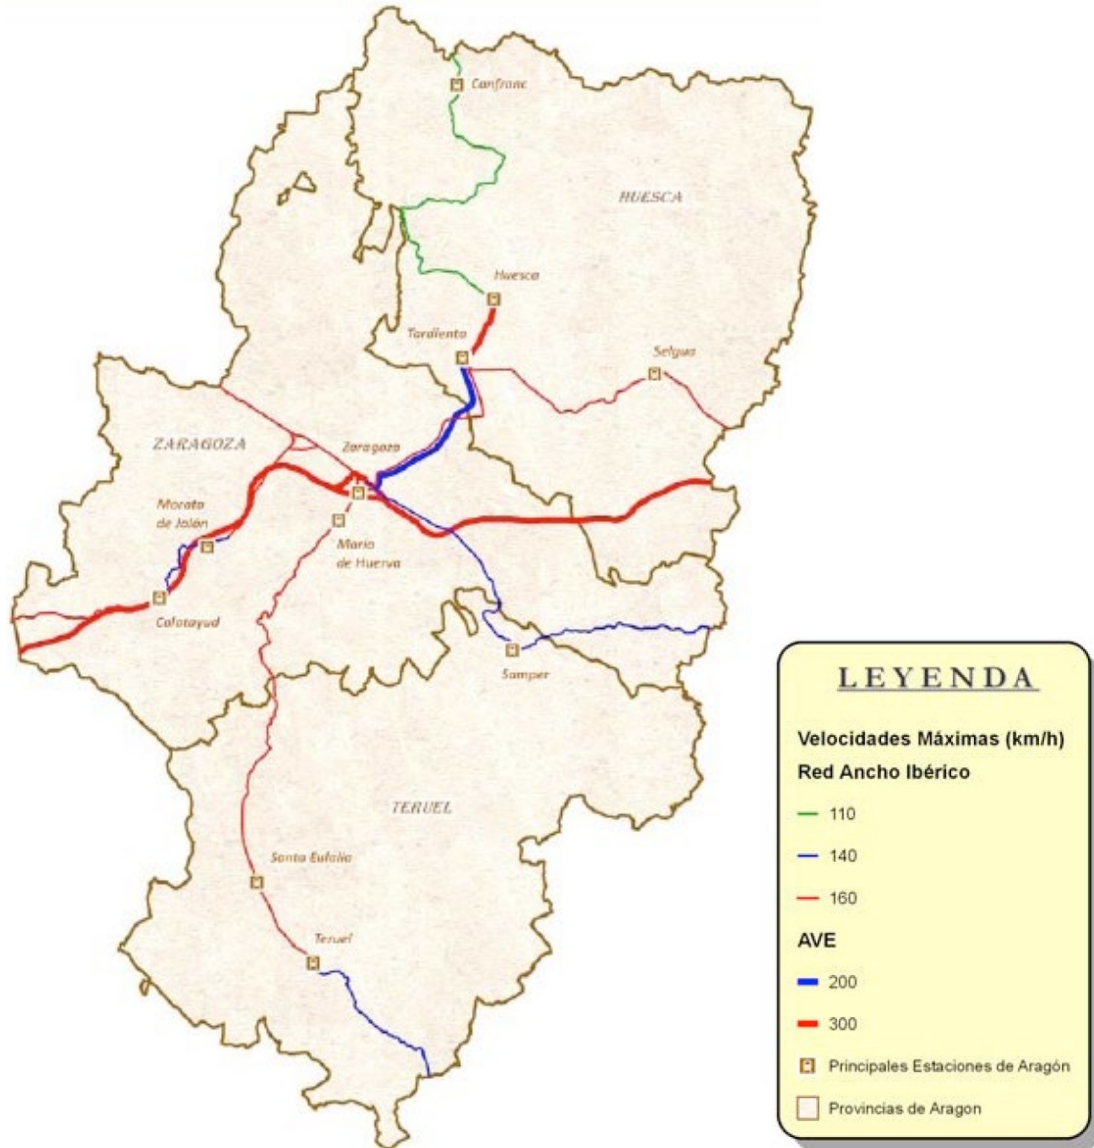 Canfranc
HUESCA
Huesca
Tardienta
Selgua
ZARAGOZA
Zaragoza
Morata
de Jalón
María
de Huerva
Calatayud
Samper
TERUEL
Santa Eulalia
Teruel
LEYENDA
Velocidades Máximas (km/h)
Red Ancho Ibérico
110
140
160
AVE
200
300
Principales Estaciones de Aragón
Provincias de Aragon